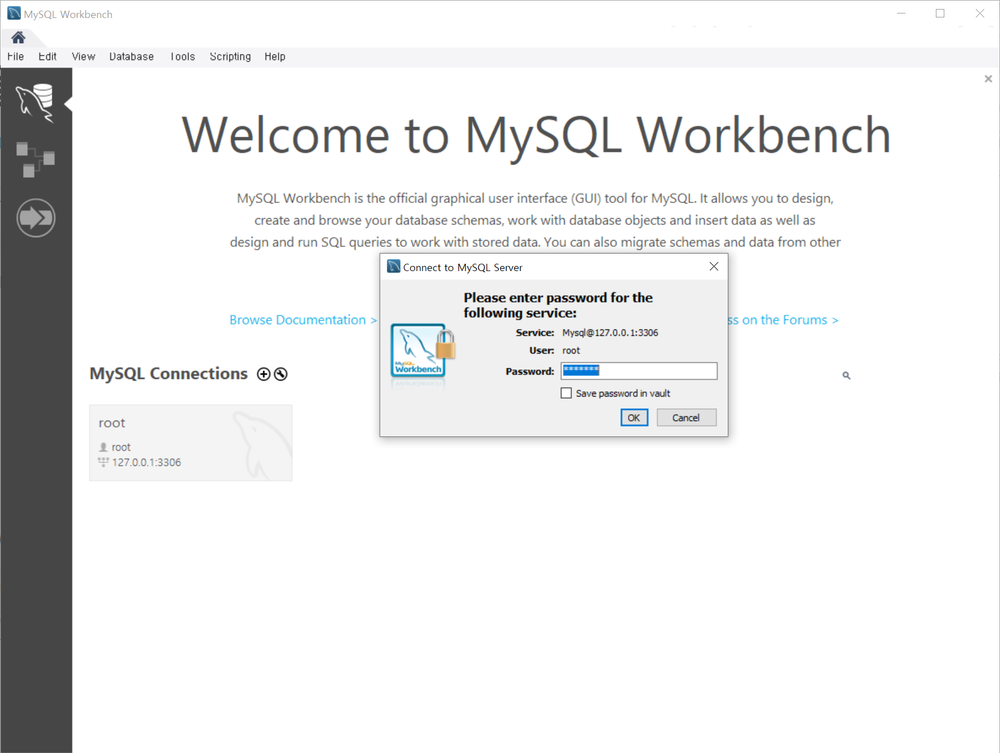 MySQL Workbench
File Edit View Database Tools Scripting Help
Welcome to MySQL Workbench
MySQL Workbench is the official graphical user interface (GUI) tool for MySQL. It allows you to design,
create and browse your database schemas, work with database objects and insert data as well as
design and run SQL queries to work with stored data. You can also migrate schemas and data from other
Browse Documentation >
ss on the Forums >
Connect to MySQL Server
Please enter password for the
following service:
Service: Mysql@127.0.0.1:3306
User: root
Password: *******
Save password in vault
OK Cancel
MySQL Workbench
MySQL Connections
root
root
127.0.0.1:3306